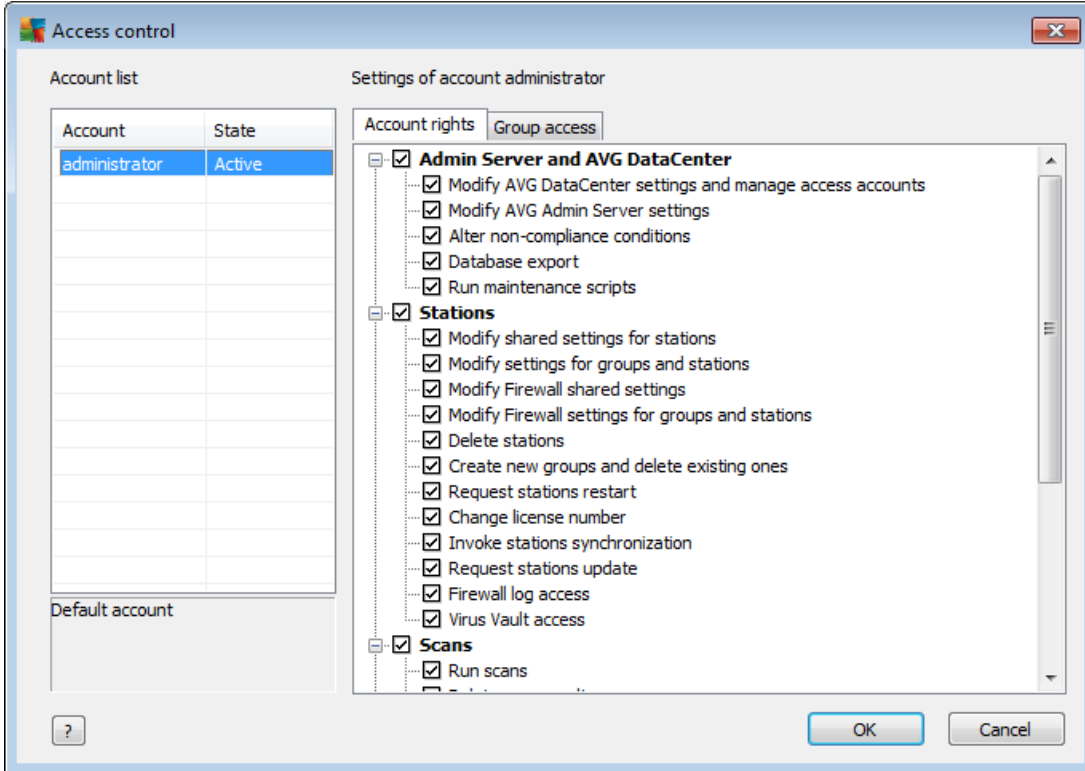 Access control
Account list
Account State
administrator Active
Default account
Settings of account administrator
Account rights Group access
Admin Server and AVG DataCenter
Modify AVG DataCenter settings and manage access accounts
Modify AVG Admin Server settings
Alter non-compliance conditions
Database export
Run maintenance scripts
Stations
Modify shared settings for stations
Modify settings for groups and stations
Modify Firewall shared settings
Modify Firewall settings for groups and stations
Delete stations
Create new groups and delete existing ones
Request stations restart
Change license number
Invoke stations synchronization
Request stations update
Firewall log access
Virus Vault access
Scans
Run scans
?
OK Cancel